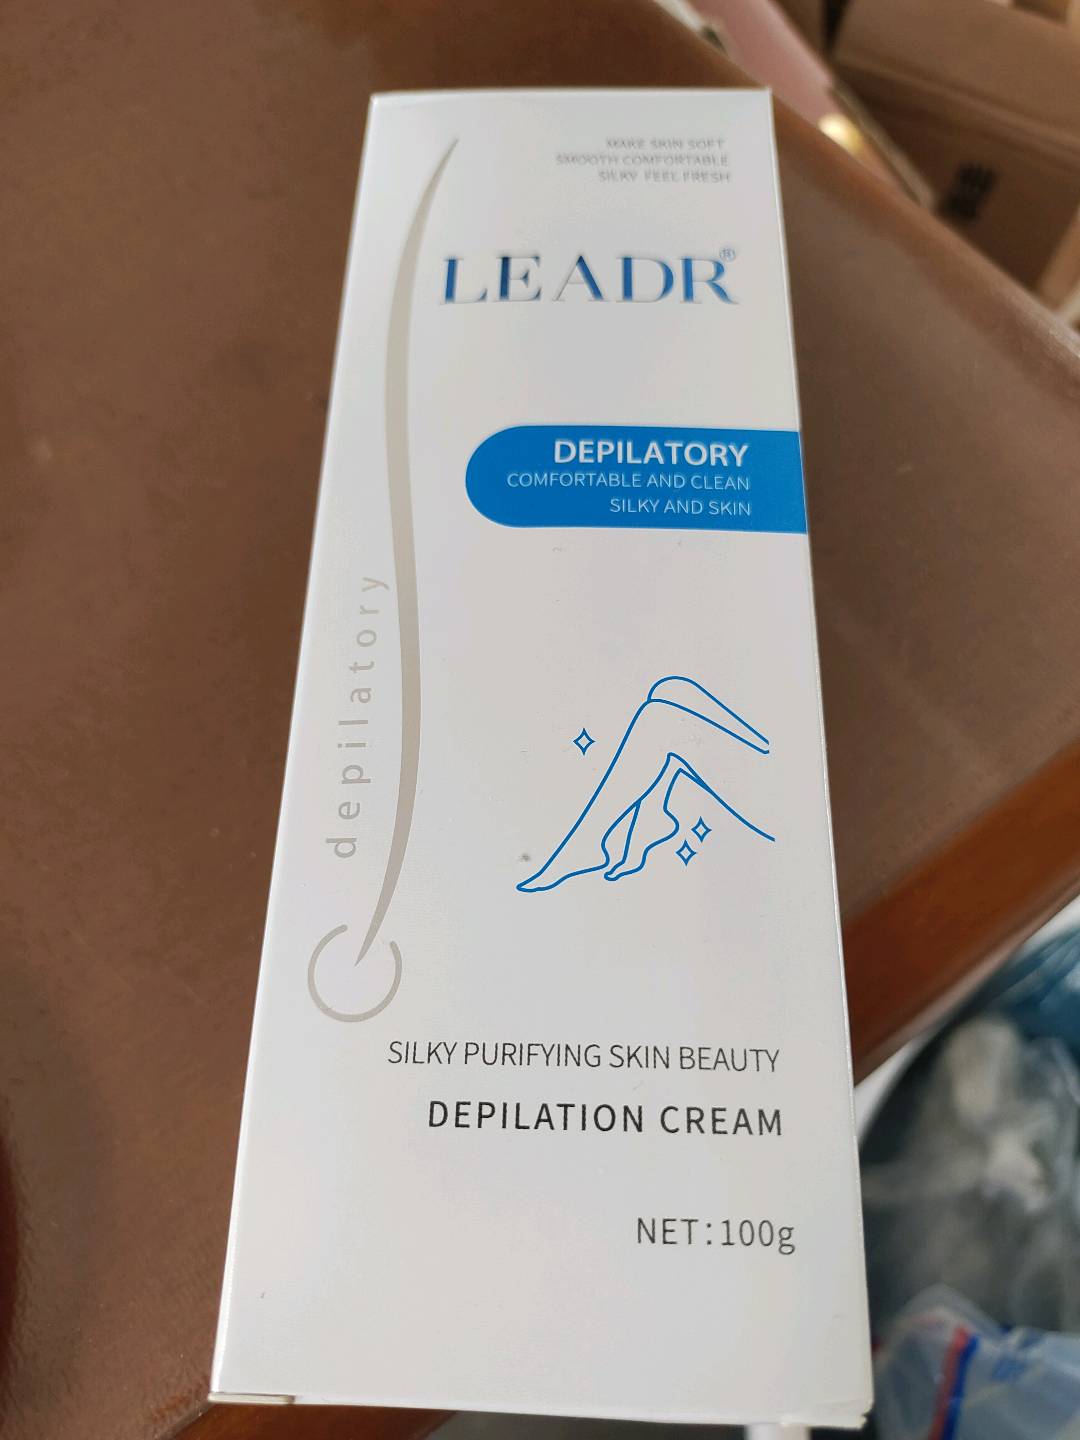 MAKE SKIN SOFT
SMOOTH COMFORTABLE
SILKY FEEL FRESH
LEADR®
DEPILATORY
COMFORTABLE AND CLEAN
SILKY AND SKIN
depilatory
SILKY PURIFYING SKIN BEAUTY
DEPILATION CREAM
NET:100g